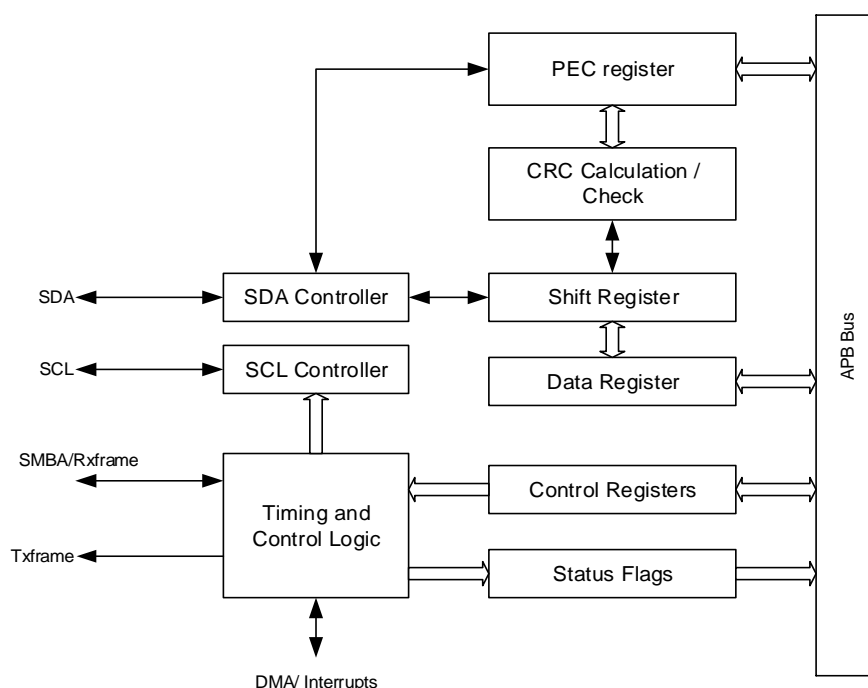 PEC register
CRC Calculation /
Check
SDA
SDA Controller
Shift Register
SCL
SCL Controller
Data Register
APB Bus
SMBA/Rxframe
Timing and
Control Logic
Control Registers
Txframe
Status Flags
DMA/ Interrupts